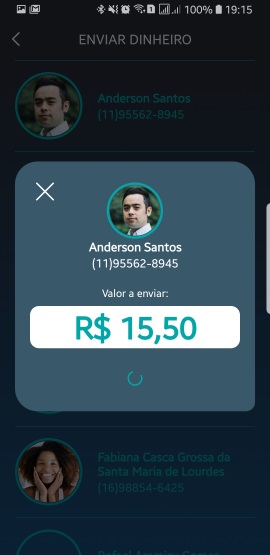 100% 19:15
ENVIAR DINHEIRO
Anderson Santos
(11)95562-8945
Anderson Santos
(11)95562-8945
Valor a enviar:
R$ 15,50
Fabiana Casca Grossa da
Santa Maria de Lourdes
(16)98854-6425